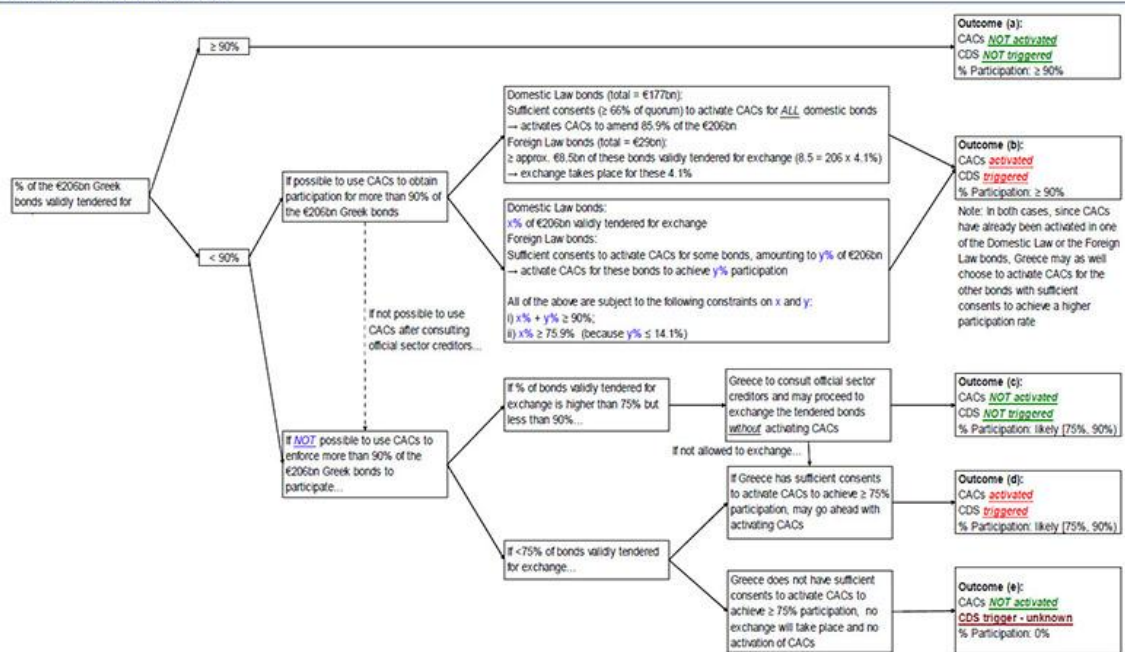 ≥ 90%
Outcome (a):
CACs NOT activated
CDS NOT triggered
% Participation: ≥ 90%
Domestic Law bonds (total = €177bn):
Sufficient consents (≥ 66% of quorum) to activate CACs for ALL domestic bonds
→ activates CACs to amend 85.9% of the €206bn
Foreign Law bonds (total = €29bn):
≥ approx. €8.5bn of these bonds validly tendered for exchange (8.5 = 206 x 4.1%)
→ exchange takes place for these 4.1%
Outcome (b):
CACs activated
CDS triggered
% Participation: ≥ 90%
% of the €206bn Greek
bonds validly tendered for
If possible to use CACs to obtain
participation for more than 90% of
the €206bn Greek bonds
Domestic Law bonds:
x% of €206bn validly tendered for exchange
Foreign Law bonds:
Sufficient consents to activate CACs for some bonds, amounting to y% of €206bn
→ activate CACs for these bonds to achieve y% participation
All of the above are subject to the following constraints on x and y:
i) x% + y% ≥ 90%;
ii) x% ≥ 75.9% (because y% ≤ 14.1%)
Note: In both cases, since CACs
have already been activated in one
of the Domestic Law or the Foreign
Law bonds, Greece may as well
choose to activate CACs for the
other bonds with sufficient
consents to achieve a higher
participation rate
< 90%
If not possible to use
CACs after consulting
official sector creditors...
If % of bonds validly tendered for
exchange is higher than 75% but
less than 90%...
Greece to consult official sector
creditors and may proceed to
exchange the tendered bonds
without activating CACs
Outcome (c):
CACs NOT activated
CDS NOT triggered
% Participation: likely [75%, 90%)
If NOT possible to use CACs to
enforce more than 90% of the
€206bn Greek bonds to
participate...
If not allowed to exchange...
If Greece has sufficient consents
to activate CACs to achieve ≥ 75%
participation, may go ahead with
activating CACs
Outcome (d):
CACs activated
CDS triggered
% Participation: likely [75%, 90%)
If <75% of bonds validly tendered
for exchange...
Greece does not have sufficient
consents to activate CACs to
achieve ≥ 75% participation, no
exchange will take place and no
activation of CACs
Outcome (e):
CACs NOT activated
CDS trigger - unknown
% Participation: 0%